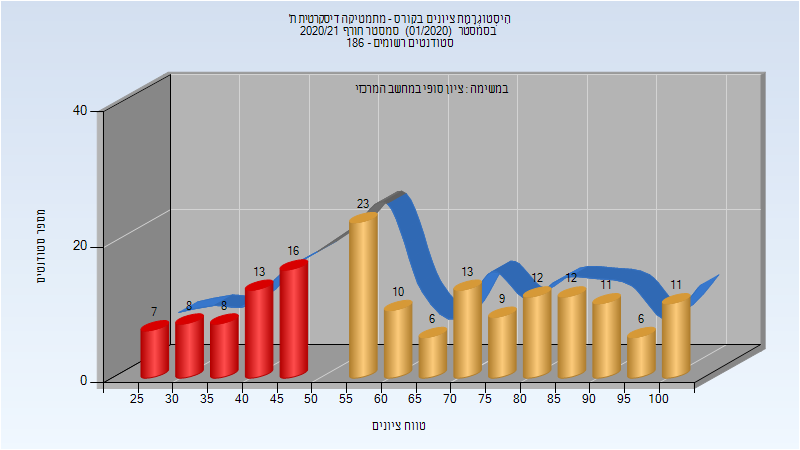 היסטוגרמת ציונים בקורס - מתמטיקה דיסקרטית ח'
בסמסטר (01/2020) סמסטר חורף 2020/21
סטודנטים רשומים - 186
במשימה : ציון סופי במחשב המרכזי
מספר סטודנטים
40
20
0
7
8
8
13
16
23
10
6
13
9
12
12
11
6
11
25 30 35 40 45 50 55 60 65 70 75 80 85 90 95 100
טווח ציונים